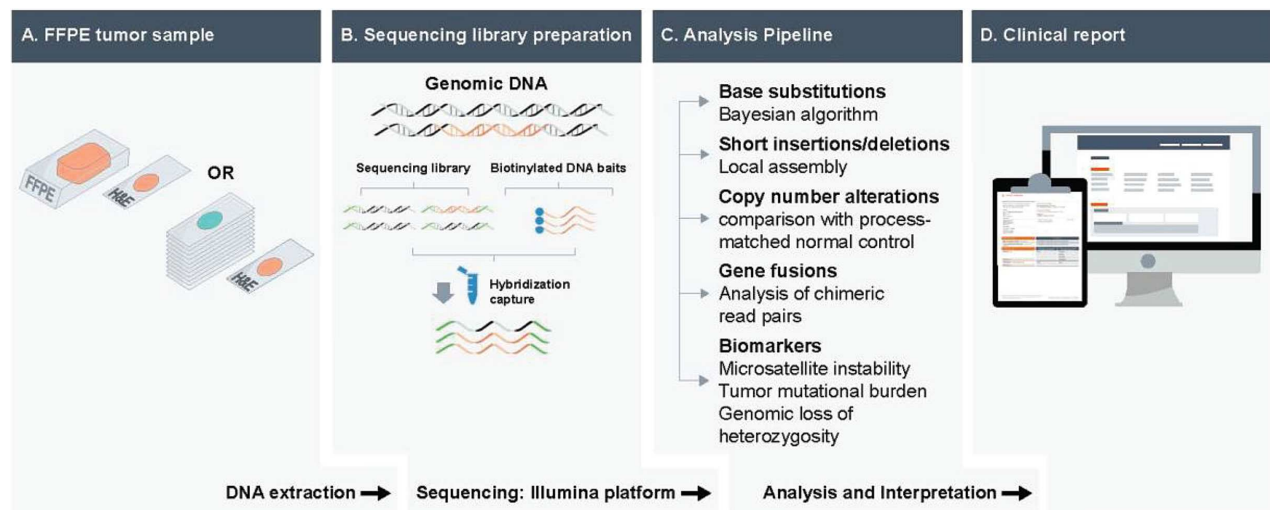 A. FFPE tumor sample
FFPE
H&E
OR
H&E
B. Sequencing library preparation
Genomic DNA
Sequencing library
Biotinylated DNA baits
Hybridization
capture
C. Analysis Pipeline
Base substitutions
Bayesian algorithm
Short insertions/deletions
Local assembly
Copy number alterations
comparison with process-
matched normal control
Gene fusions
Analysis of chimeric
read pairs
Biomarkers
Microsatellite instability
Tumor mutational burden
Genomic loss of
heterozygosity
D. Clinical report
DNA extraction
Sequencing: Illumina platform
Analysis and Interpretation